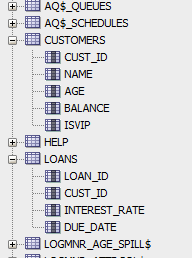 AQ$_QUEUES
AQ$_SCHEDULES
CUSTOMERS
CUST_ID
NAME
AGE
BALANCE
ISVIP
HELP
LOANS
LOAN_ID
CUST_ID
INTEREST_RATE
DUE_DATE
LOGMNR_AGE_SPILL$